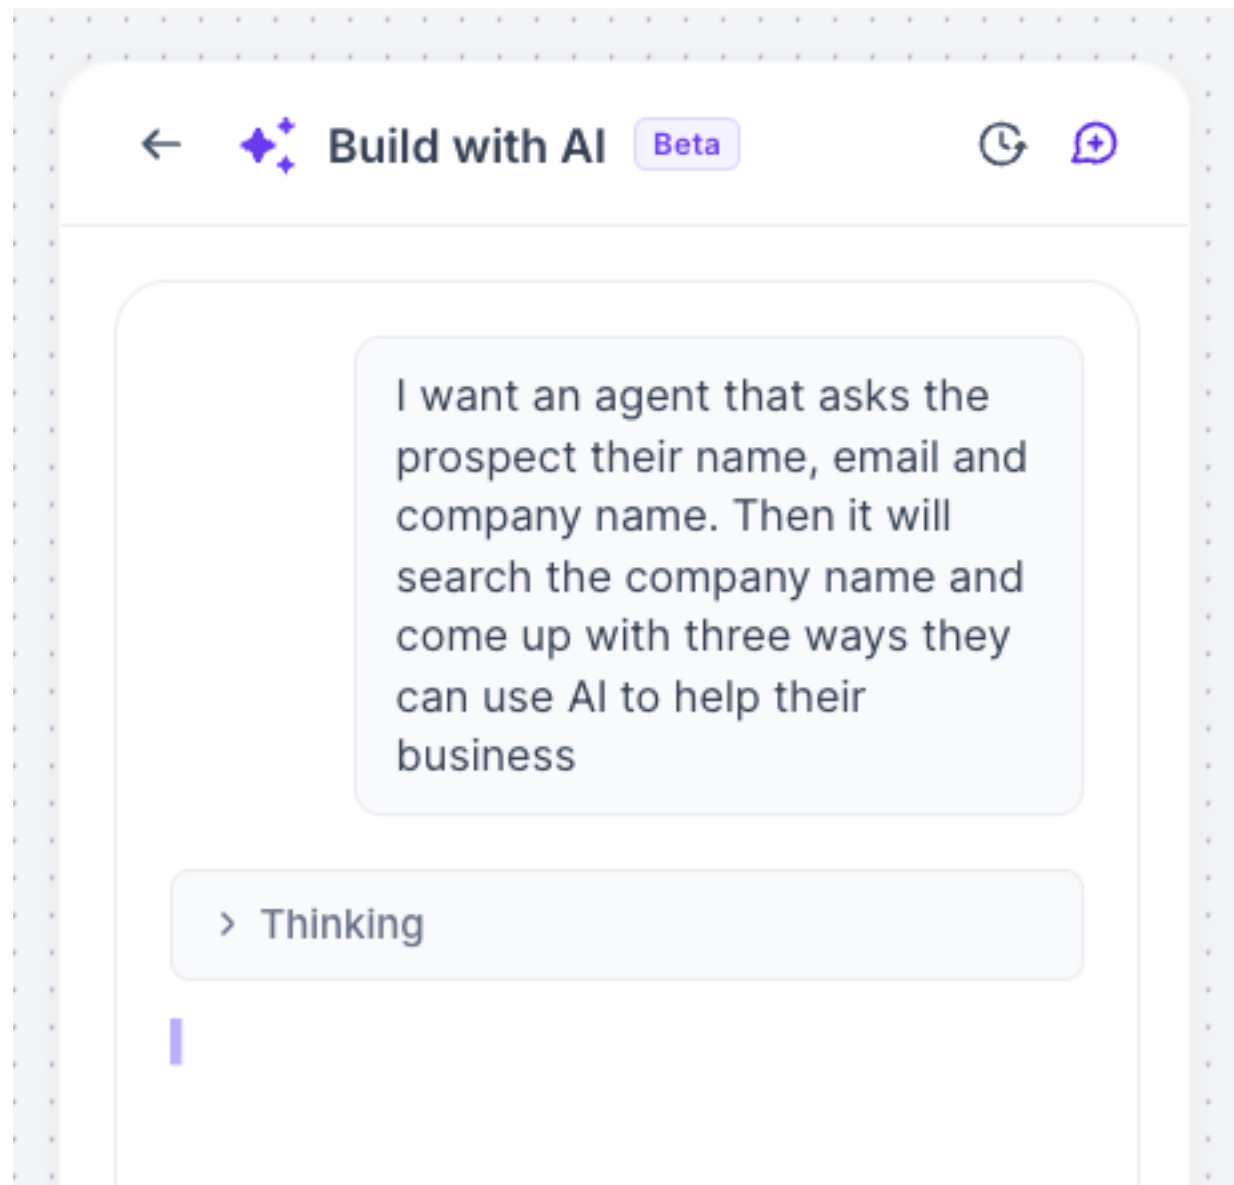 Build with AI Beta
I want an agent that asks the
prospect their name, email and
company name. Then it will
search the company name and
come up with three ways they
can use AI to help their
business
Thinking